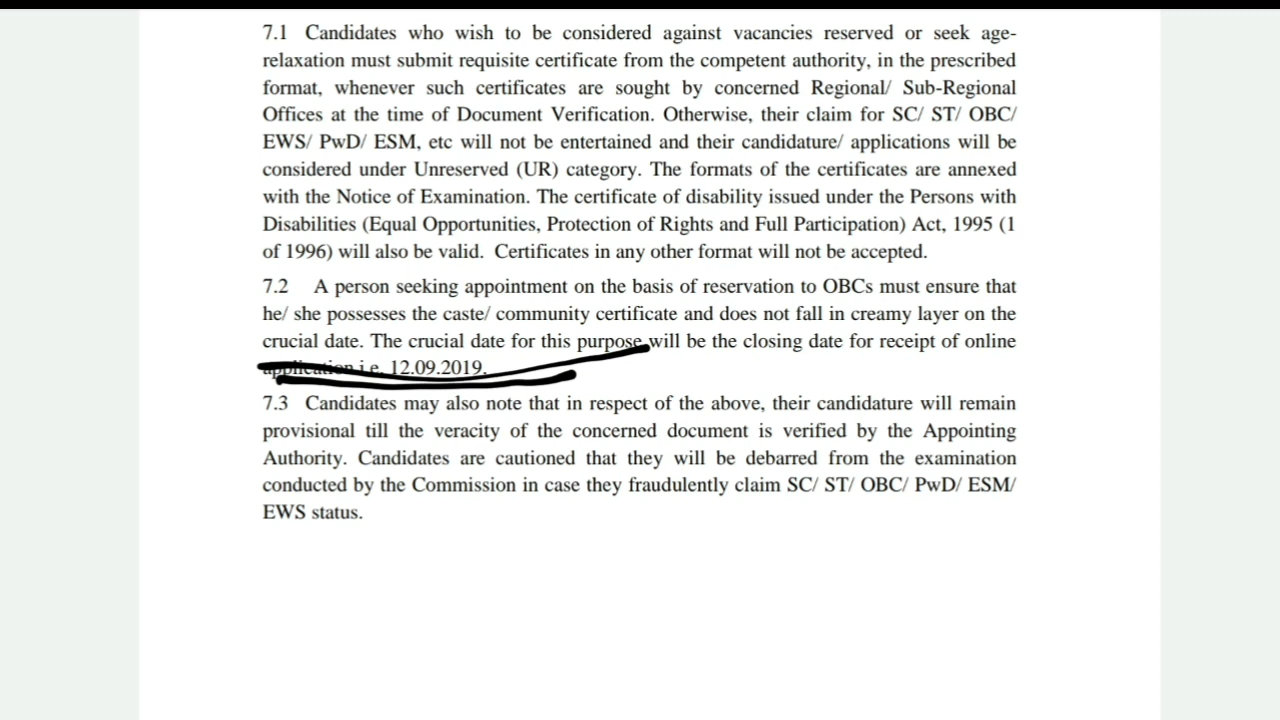 7.1 Candidates who wish to be considered against vacancies reserved or seek age-
relaxation must submit requisite certificate from the competent authority, in the prescribed
format, whenever such certificates are sought by concerned Regional/ Sub-Regional
Offices at the time of Document Verification. Otherwise, their claim for SC/ ST/ OBC/
EWS/ PwD/ ESM, etc will not be entertained and their candidature/ applications will be
considered under Unreserved (UR) category. The formats of the certificates are annexed
with the Notice of Examination. The certificate of disability issued under the Persons with
Disabilities (Equal Opportunities, Protection of Rights and Full Participation) Act, 1995 (1
of 1996) will also be valid. Certificates in any other format will not be accepted.
7.2 A person seeking appointment on the basis of reservation to OBCs must ensure that
he/ she possesses the caste/ community certificate and does not fall in creamy layer on the
crucial date. The crucial date for this purpose will be the closing date for receipt of online
application i.e. 12.09.2019.
7.3 Candidates may also note that in respect of the above, their candidature will remain
provisional till the veracity of the concerned document is verified by the Appointing
Authority. Candidates are cautioned that they will be debarred from the examination
conducted by the Commission in case they fraudulently claim SC/ ST/ OBC/ PwD/ ESM/
EWS status.